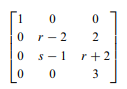 1 0 0
0 r − 2 2
0 s − 1 r + 2
0 0 3